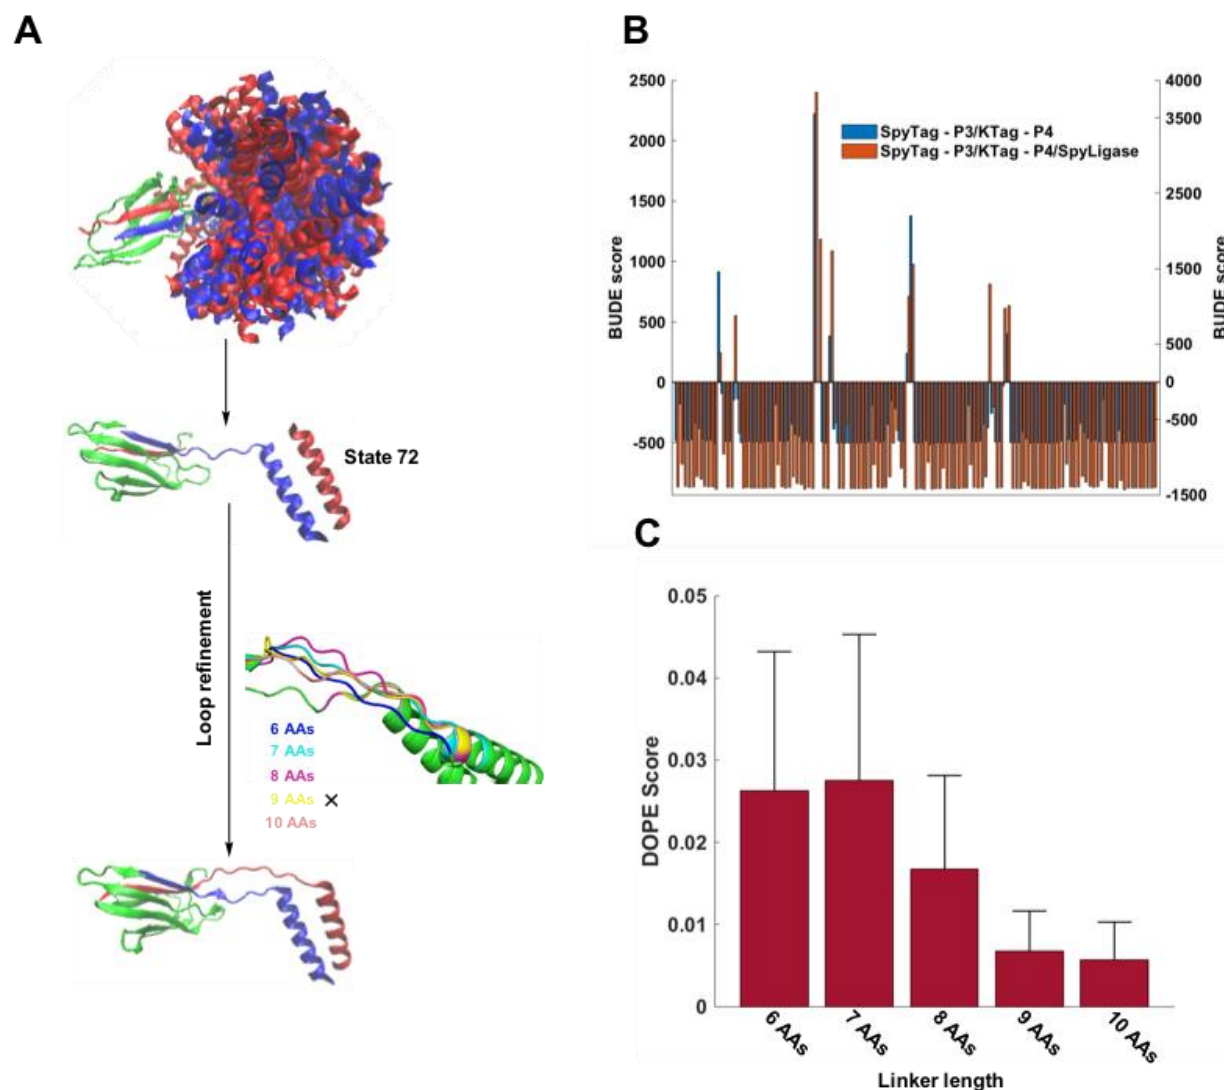 A
State 72
Loop refinement
6 AAs
7 AAs
8 AAs
9 AAs ×
10 AAs
B
2500
2000
1500
1000
500
0
-500
BUDE score
SpyTag - P3/KTag - P4
SpyTag - P3/KTag - P4/SpyLigase
4000
3500
2500
1500
500
0
-500
-1500
BUDE score
C
0.05
0.04
0.03
0.02
0.01
0
DOPE Score
6 AAs
7 AAs
8 AAs
9 AAs
10 AAs
Linker length